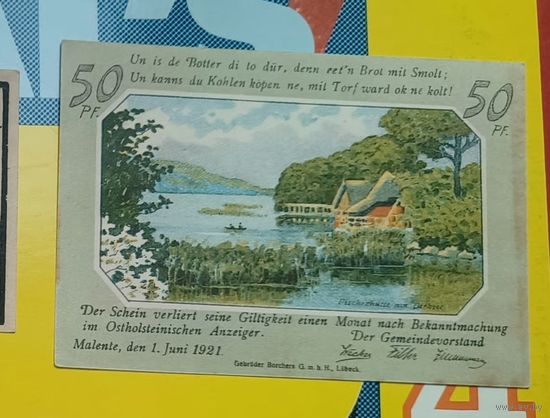 Un is de Botter di to dür, denn eet'n Brot mit Smolt;
Un kanns du Kohlen köpen ne, mit Torf ward ok ne kolt!
50 PF.
50 PF.
Fischerhütte am Dieksee
Der Schein verliert seine Giltigkeit einen Monat nach Bekanntmachung
im Ostholsteinischen Anzeiger. Der Gemeindevorstand
Malente, den 1. Juni 1921.
Gebrüder Borchers G. m. b. H., Lübeck.